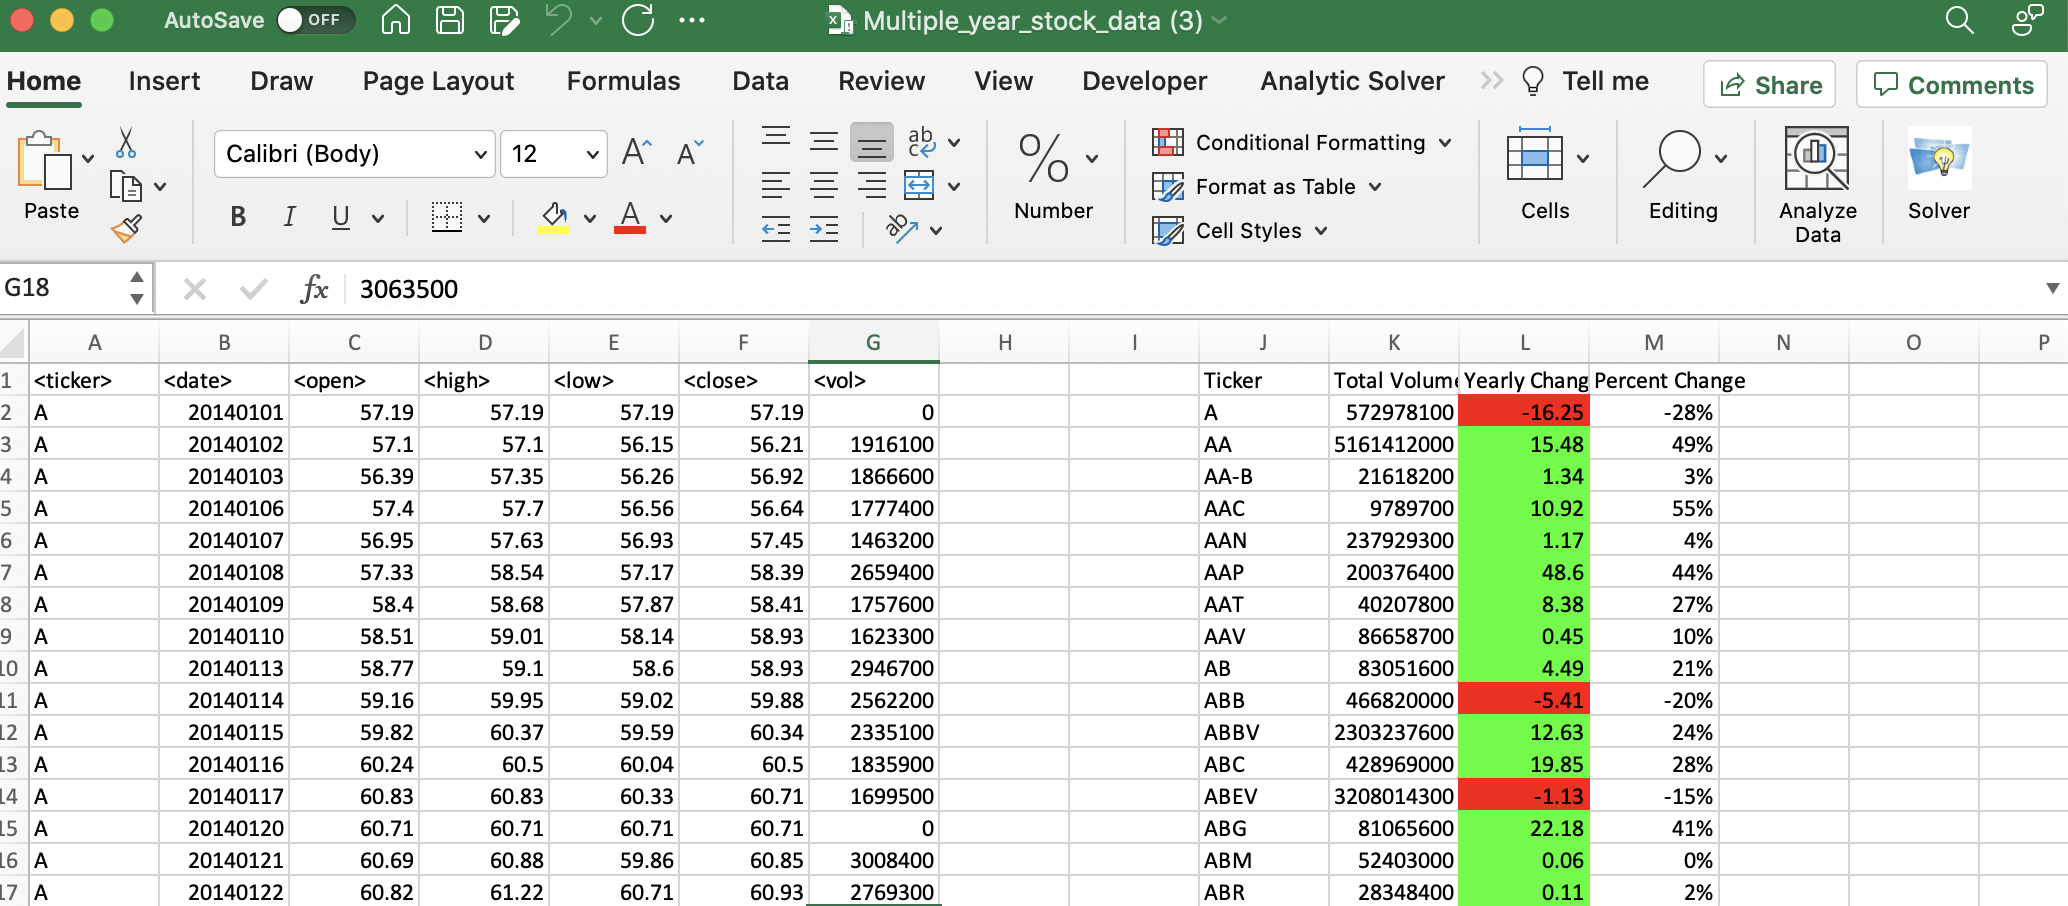 AutoSave OFF Multiple_year_stock_data (3)
Home Insert Draw Page Layout Formulas Data Review View Developer Analytic Solver Tell me Share Comments
Paste Calibri (Body) 12 A A ab c Number Conditional Formatting Format as Table Cell Styles Cells Editing Analyze Data Solver
B I U A ab
G18 fx 3063500
A B C D E F G H I J K L M N O P
1 <ticker> <date> <open> <high> <low> <close> <vol> Ticker Total Volume Yearly Chang Percent Change
2 A 20140101 57.19 57.19 57.19 57.19 0 A 572978100 -16.25 -28%
3 A 20140102 57.1 57.1 56.15 56.21 1916100 AA 5161412000 15.48 49%
4 A 20140103 56.39 57.35 56.26 56.92 1866600 AA-B 21618200 1.34 3%
5 A 20140106 57.4 57.7 56.56 56.64 1777400 AAC 9789700 10.92 55%
6 A 20140107 56.95 57.63 56.93 57.45 1463200 AAN 237929300 1.17 4%
7 A 20140108 57.33 58.54 57.17 58.39 2659400 AAP 200376400 48.6 44%
8 A 20140109 58.4 58.68 57.87 58.41 1757600 AAT 40207800 8.38 27%
9 A 20140110 58.51 59.01 58.14 58.93 1623300 AAV 86658700 0.45 10%
10 A 20140113 58.77 59.1 58.6 58.93 2946700 AB 83051600 4.49 21%
11 A 20140114 59.16 59.95 59.02 59.88 2562200 ABB 466820000 -5.41 -20%
12 A 20140115 59.82 60.37 59.59 60.34 2335100 ABBV 2303237600 12.63 24%
13 A 20140116 60.24 60.5 60.04 60.5 1835900 ABC 428969000 19.85 28%
14 A 20140117 60.83 60.83 60.33 60.71 1699500 ABEV 3208014300 -1.13 -15%
15 A 20140120 60.71 60.71 60.71 60.71 0 ABG 81065600 22.18 41%
16 A 20140121 60.69 60.88 59.86 60.85 3008400 ABM 52403000 0.06 0%
17 A 20140122 60.82 61.22 60.71 60.93 2769300 ABR 28348400 0.11 2%